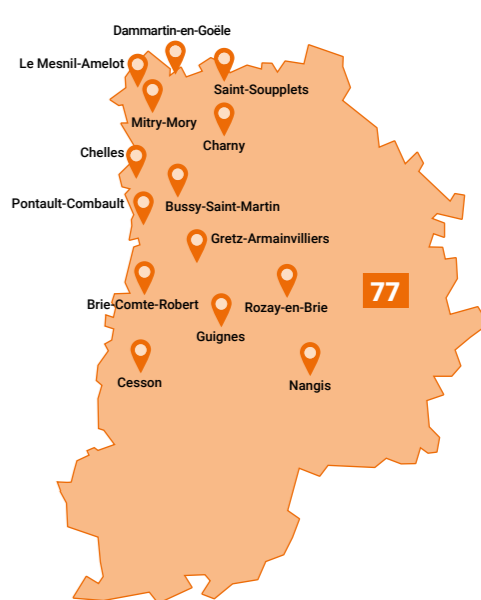 Dammartin-en-Goële
Le Mesnil-Amelot
Saint-Soupplets
Mitry-Mory
Charny
Chelles
Pontault-Combault
Bussy-Saint-Martin
Gretz-Armainvilliers
77
Brie-Comte-Robert
Rozay-en-Brie
Guignes
Cesson
Nangis